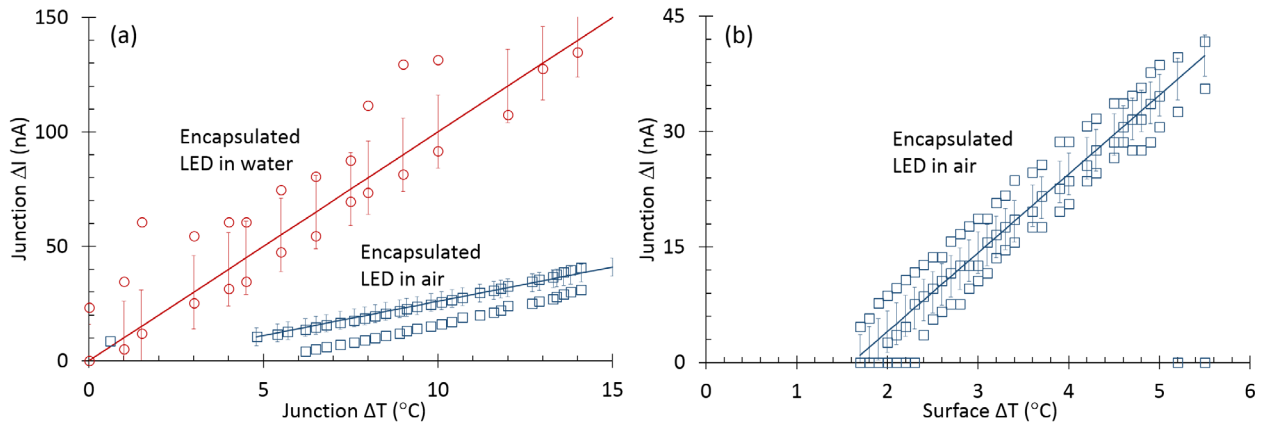 (a)
Junction ΔI (nA)
150
100
50
0
Encapsulated
LED in water
Encapsulated
LED in air
0
5
10
15
Junction ΔT (°C)
(b)
Junction ΔI (nA)
45
30
15
0
Encapsulated
LED in air
0
1
2
3
4
5
6
Surface ΔT (°C)